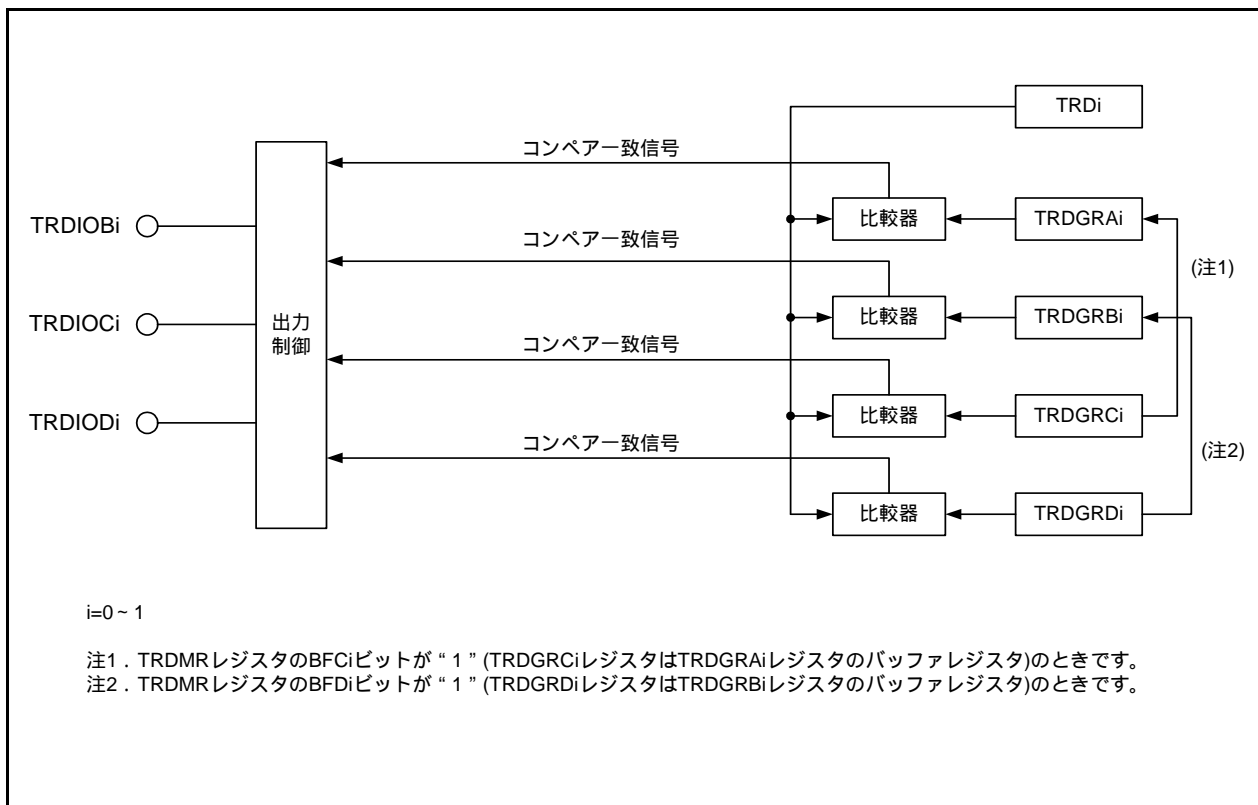 TRDi
コンペア一致信号
TRDIOBi
比較器
TRDGRAi
コンペア一致信号
(注1)
TRDIOCi
出力
制御
比較器
TRDGRBi
コンペア一致信号
TRDIODi
比較器
TRDGRCi
コンペア一致信号
(注2)
比較器
TRDGRDi
i=0~1
注1．TRDMRレジスタのBFCiビットが“1”(TRDGRCiレジスタはTRDGRAiレジスタのバッファレジスタ)のときです。
注2．TRDMRレジスタのBFDiビットが“1”(TRDGRDiレジスタはTRDGRBiレジスタのバッファレジスタ)のときです。